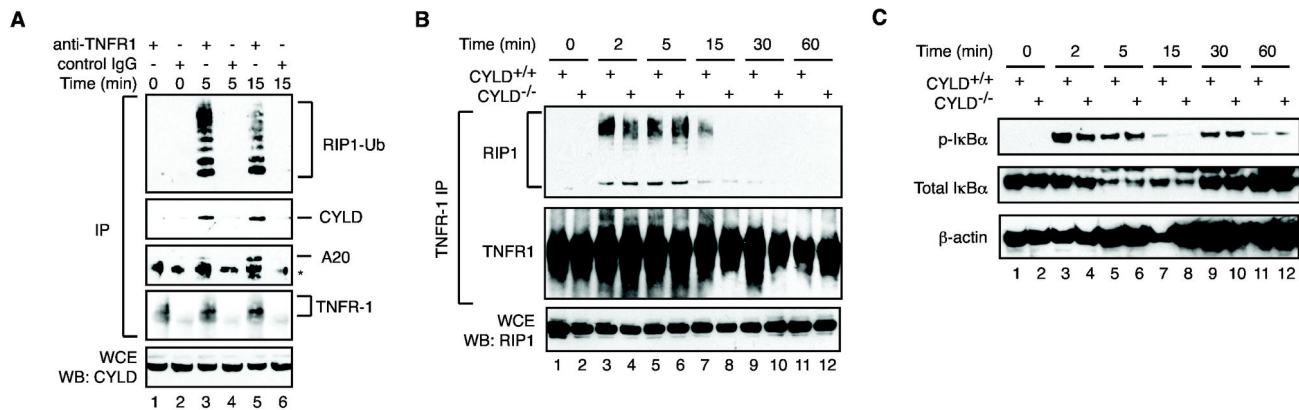 A
anti-TNFR1 + - + - + -
control IgG - + - + - +
Time (min) 0 0 5 5 15 15
IP
RIP1-Ub
CYLD
A20
*
TNFR-1
WCE
WB: CYLD
1 2 3 4 5 6
B
Time (min) 0 2 5 15 30 60
CYLD+/+ + + + + + +
CYLD-/- + + + + + +
TNFR-1 IP
RIP1
TNFR1
WCE
WB: RIP1
1 2 3 4 5 6 7 8 9 10 11 12
C
Time (min) 0 2 5 15 30 60
CYLD+/+ + + + + + +
CYLD-/- + + + + + +
p-IκBα
Total IκBα
β-actin
1 2 3 4 5 6 7 8 9 10 11 12